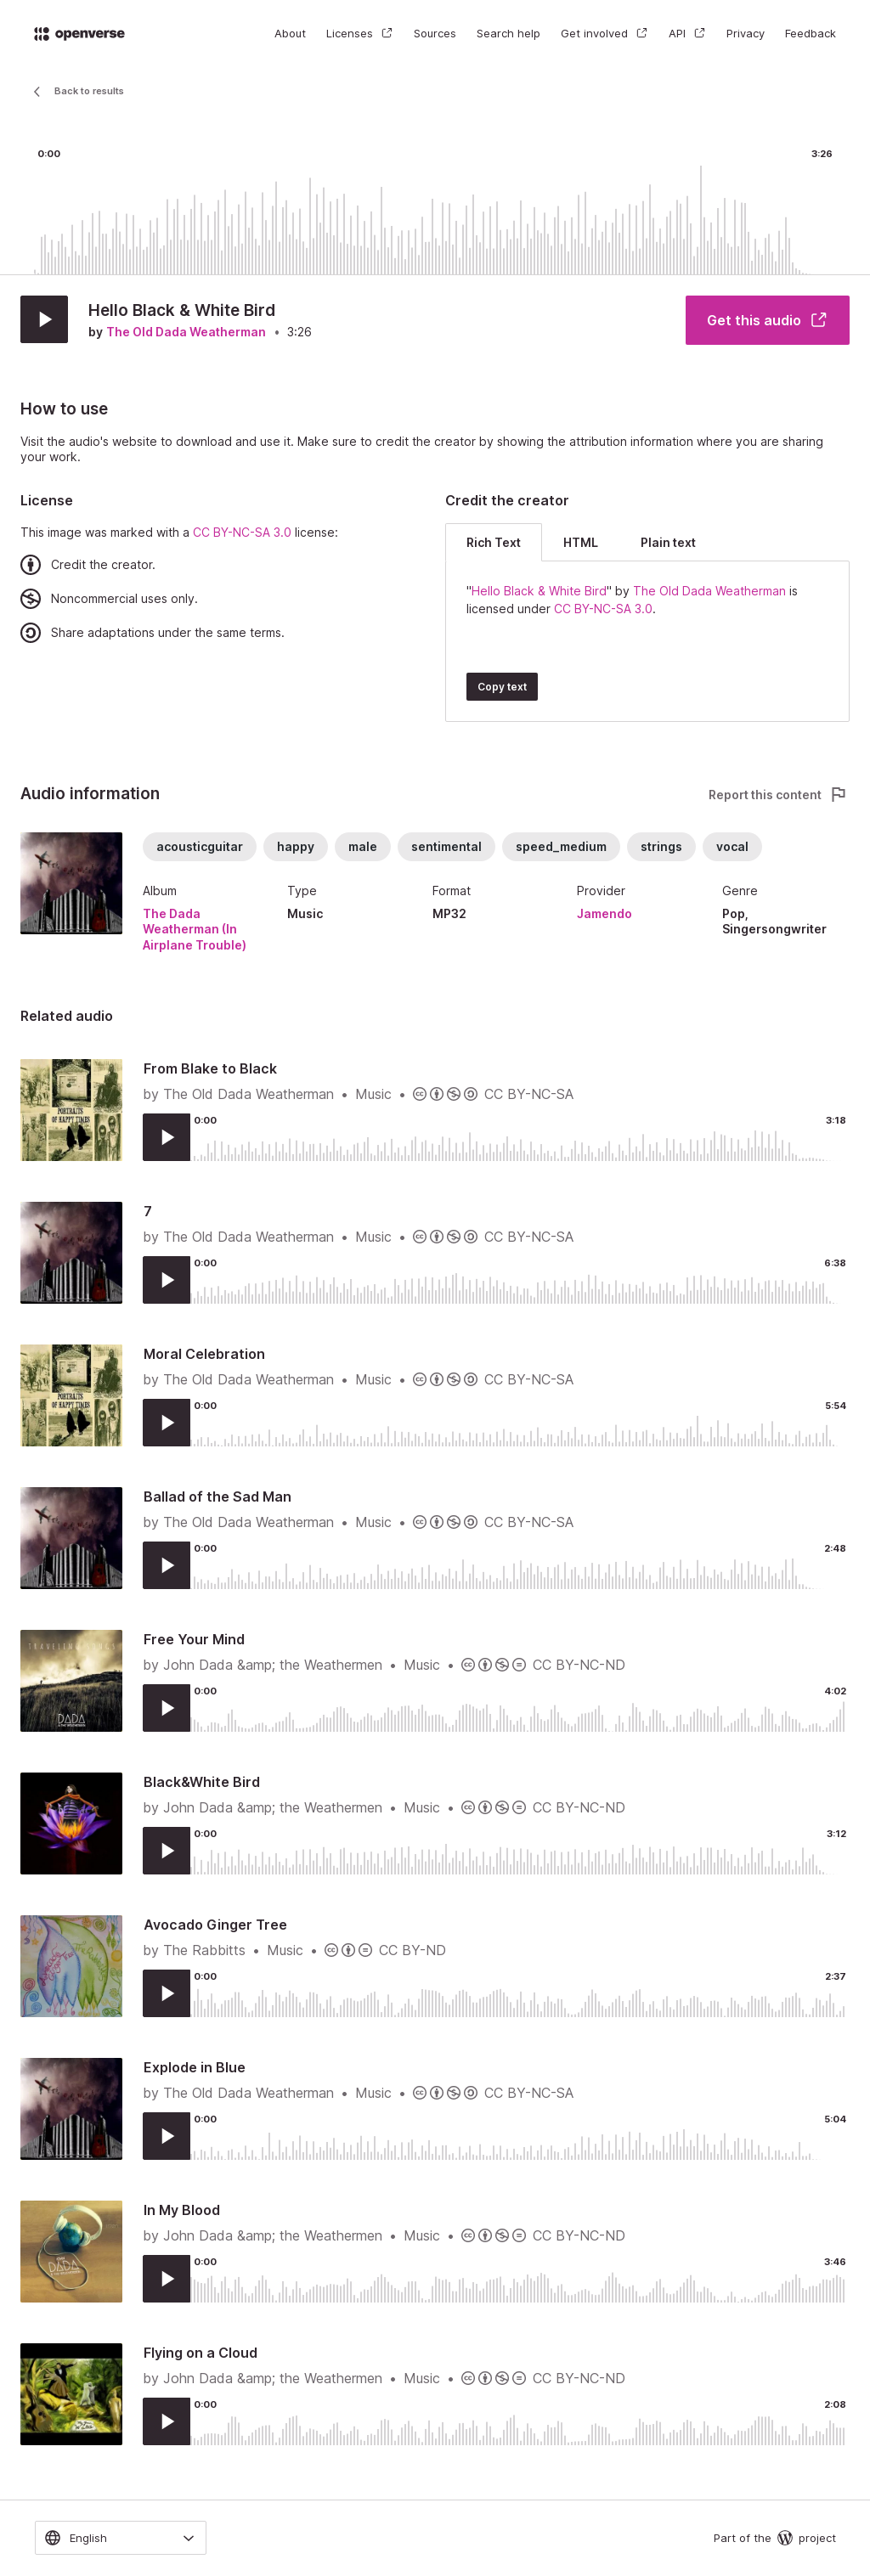 openverse
About
Licenses
Sources
Search help
Get involved
API
Privacy
Feedback
Back to results
0:00
3:26
Hello Black & White Bird
by The Old Dada Weatherman • 3:26
Get this audio
How to use
Visit the audio's website to download and use it. Make sure to credit the creator by showing the attribution information where you are sharing
your work.
License
This image was marked with a CC BY-NC-SA 3.0 license:
Credit the creator.
Noncommercial uses only.
Share adaptations under the same terms.
Credit the creator
Rich Text
HTML
Plain text
"Hello Black & White Bird" by The Old Dada Weatherman is
licensed under CC BY-NC-SA 3.0.
Copy text
Audio information
Report this content
acousticguitar
happy
male
sentimental
speed_medium
strings
vocal
Album
The Dada
Weatherman (In
Airplane Trouble)
Type
Music
Format
MP32
Provider
Jamendo
Genre
Pop,
Singersongwriter
Related audio
PORTRAITS
OF HAPPY TIMES
From Blake to Black
by The Old Dada Weatherman • Music • CC BY-NC-SA
0:00
3:18
7
by The Old Dada Weatherman • Music • CC BY-NC-SA
0:00
6:38
PORTRAITS
OF HAPPY TIMES
Moral Celebration
by The Old Dada Weatherman • Music • CC BY-NC-SA
0:00
5:54
Ballad of the Sad Man
by The Old Dada Weatherman • Music • CC BY-NC-SA
0:00
2:48
DADA
Free Your Mind
by John Dada &amp; the Weathermen • Music • CC BY-NC-ND
0:00
4:02
Black&White Bird
by John Dada &amp; the Weathermen • Music • CC BY-NC-ND
0:00
3:12
Avocado Ginger Tree
by The Rabbitts • Music • CC BY-ND
0:00
2:37
Explode in Blue
by The Old Dada Weatherman • Music • CC BY-NC-SA
0:00
5:04
DADA
In My Blood
by John Dada &amp; the Weathermen • Music • CC BY-NC-ND
0:00
3:46
Flying on a Cloud
by John Dada &amp; the Weathermen • Music • CC BY-NC-ND
0:00
2:08
English
Part of the
project